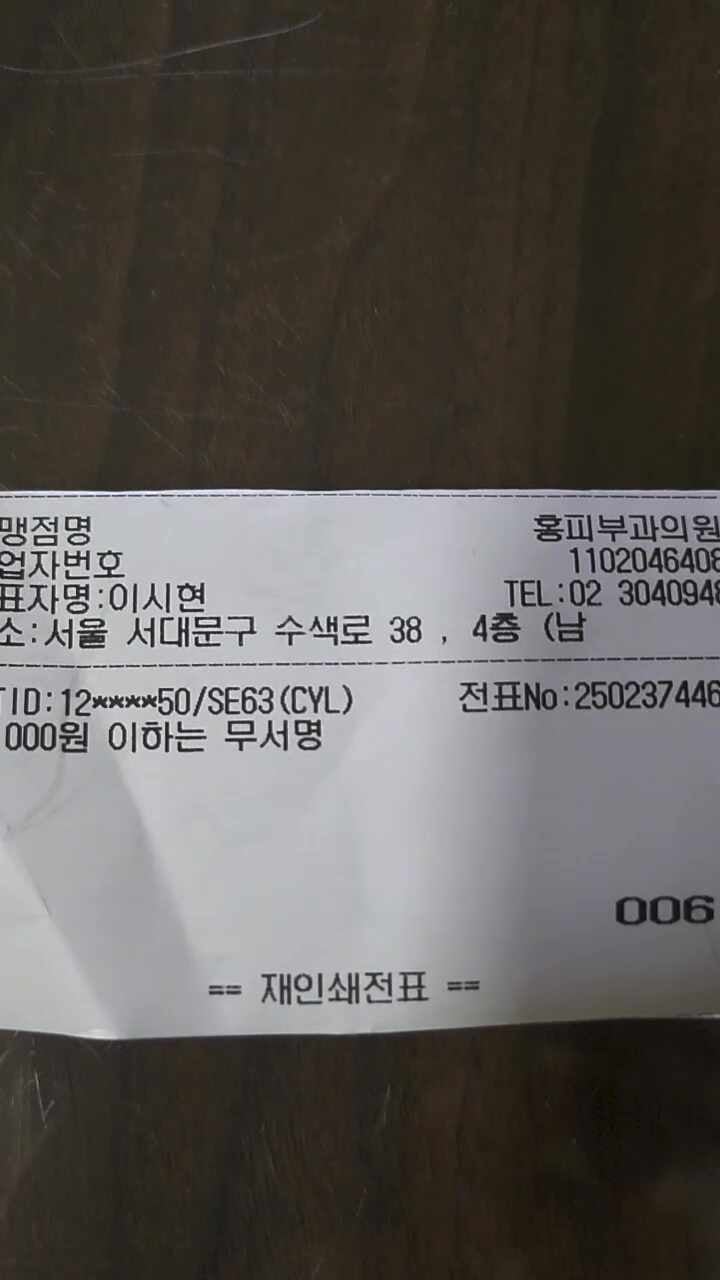 맹점명 홍피부과의원
업자번호 1102046408
표자명:이시현 TEL:02 3040948
소:서울 서대문구 수색로 38 , 4층 (남
TID:12****50/SE63(CYL) 전표No:250237446
000원 이하는 무서명
006
== 재인쇄전표 ==